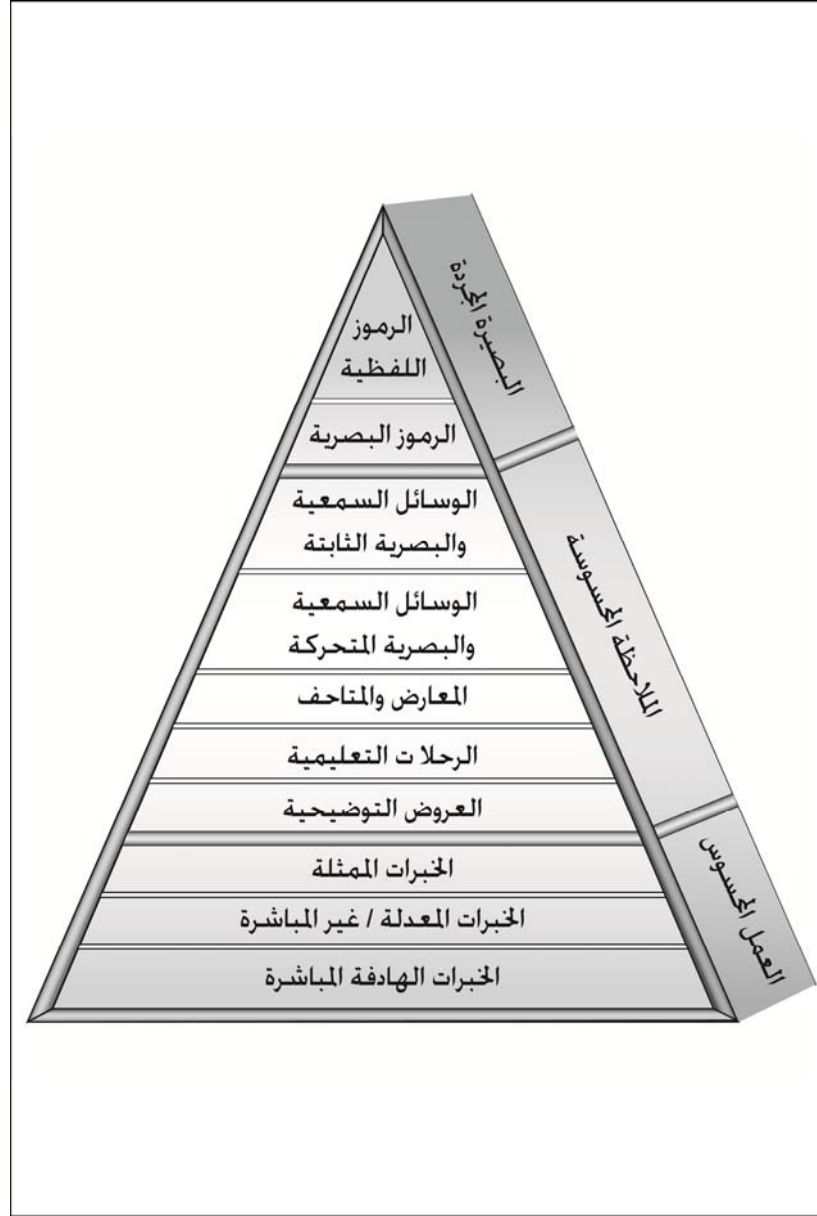 الرموز
اللفظية
الرموز البصرية
الوسائل السمعية
والبصرية الثابتة
الوسائل السمعية
والبصرية المتحركة
المعارض والمتاحف
الرحلا ت التعليمية
العروض التوضيحية
الخبرات الممثلة
الخبرات المعدلة / غير المباشرة
الخبرات الهادفة المباشرة
البصيرة المجردة
الملاحظة المحسوسة
العمل المحسوس